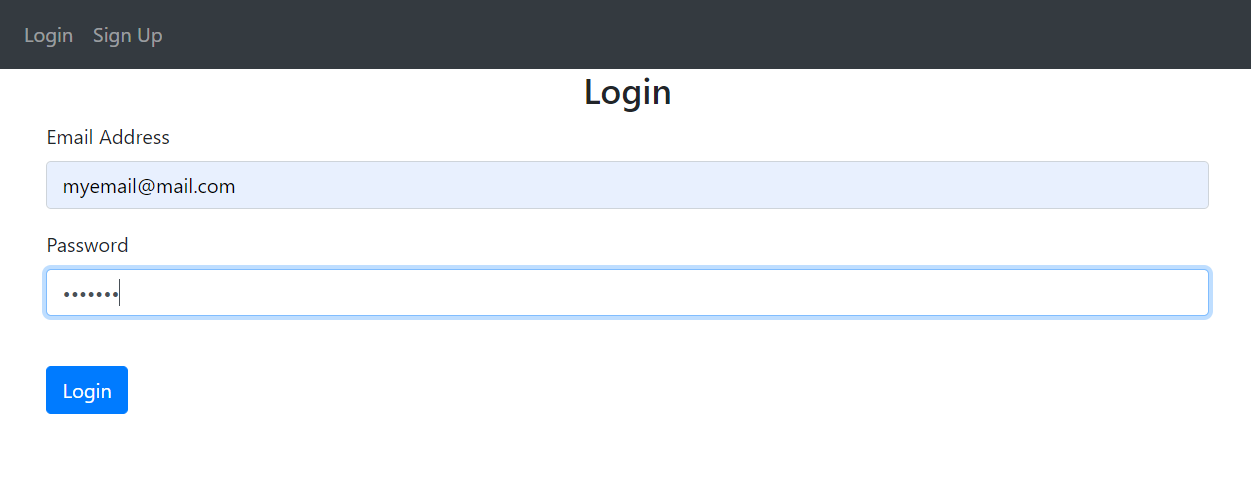 Login Sign Up
Login
Email Address
myemail@mail.com
Password
•••••••
Login